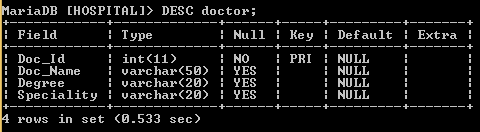 MariaDB [HOSPITAL]> DESC doctor;
+------------+-------------+------+-----+---------+-------+
| Field      | Type        | Null | Key | Default | Extra |
+------------+-------------+------+-----+---------+-------+
| Doc_Id     | int(11)     | NO   | PRI | NULL    |       |
| Doc_Name   | varchar(50) | YES  |     | NULL    |       |
| Degree     | varchar(20) | YES  |     | NULL    |       |
| Speciality | varchar(20) | YES  |     | NULL    |       |
+------------+-------------+------+-----+---------+-------+
4 rows in set (0.533 sec)